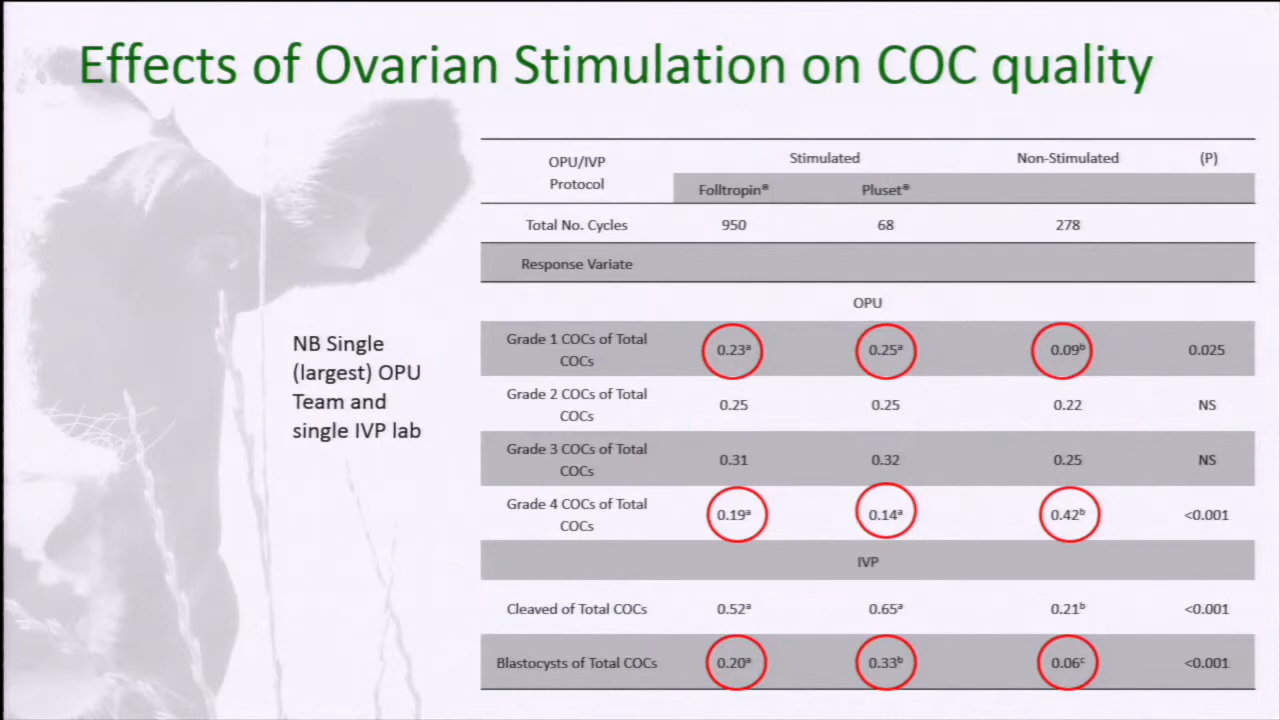 Effects of Ovarian Stimulation on COC quality
NB Single
(largest) OPU
Team and
single IVP lab
OPU/IVP
Protocol
Stimulated
Non-Stimulated
(P)
Folltropin®
Pluset®
Total No. Cycles 950 68 278
Response Variate
OPU
Grade 1 COCs of Total
COCs
0.23ᵃ 0.25ᵃ 0.09ᵇ 0.025
Grade 2 COCs of Total
COCs
0.25 0.25 0.22 NS
Grade 3 COCs of Total
COCs
0.31 0.32 0.25 NS
Grade 4 COCs of Total
COCs
0.19ᵃ 0.14ᵃ 0.42ᵇ <0.001
IVP
Cleaved of Total COCs 0.52ᵃ 0.65ᵃ 0.21ᵇ <0.001
Blastocysts of Total COCs 0.20ᵃ 0.33ᵇ 0.06ᶜ <0.001